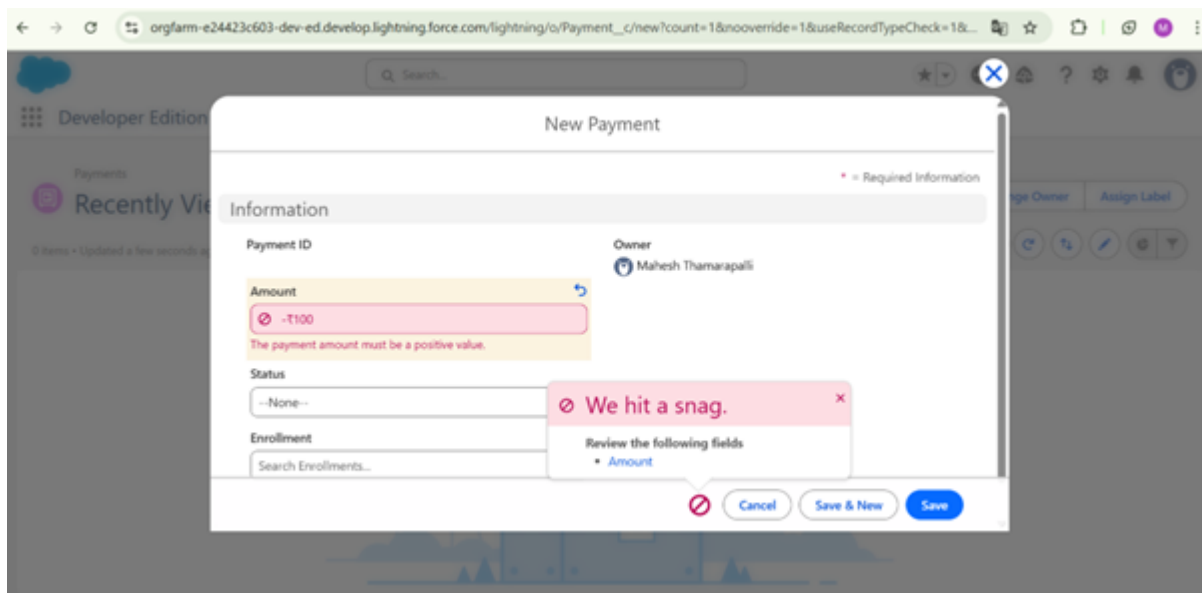 orgfarm-e24423c603-dev-ed.develop.lightning.force.com/lightning/o/Payment__c/new?count=1&nooverride=1&useRecordTypeCheck=1&...
Search...
Developer Edition
New Payment
* = Required Information
Payments
Recently Vie
nge Owner
Assign Label
Information
0 items • Updated a few seconds ag
Payment ID
Owner
Mahesh Thamarapalli
Amount
-₹100
The payment amount must be a positive value.
Status
--None--
We hit a snag.
Enrollment
Review the following fields
• Amount
Search Enrollments...
Cancel
Save & New
Save